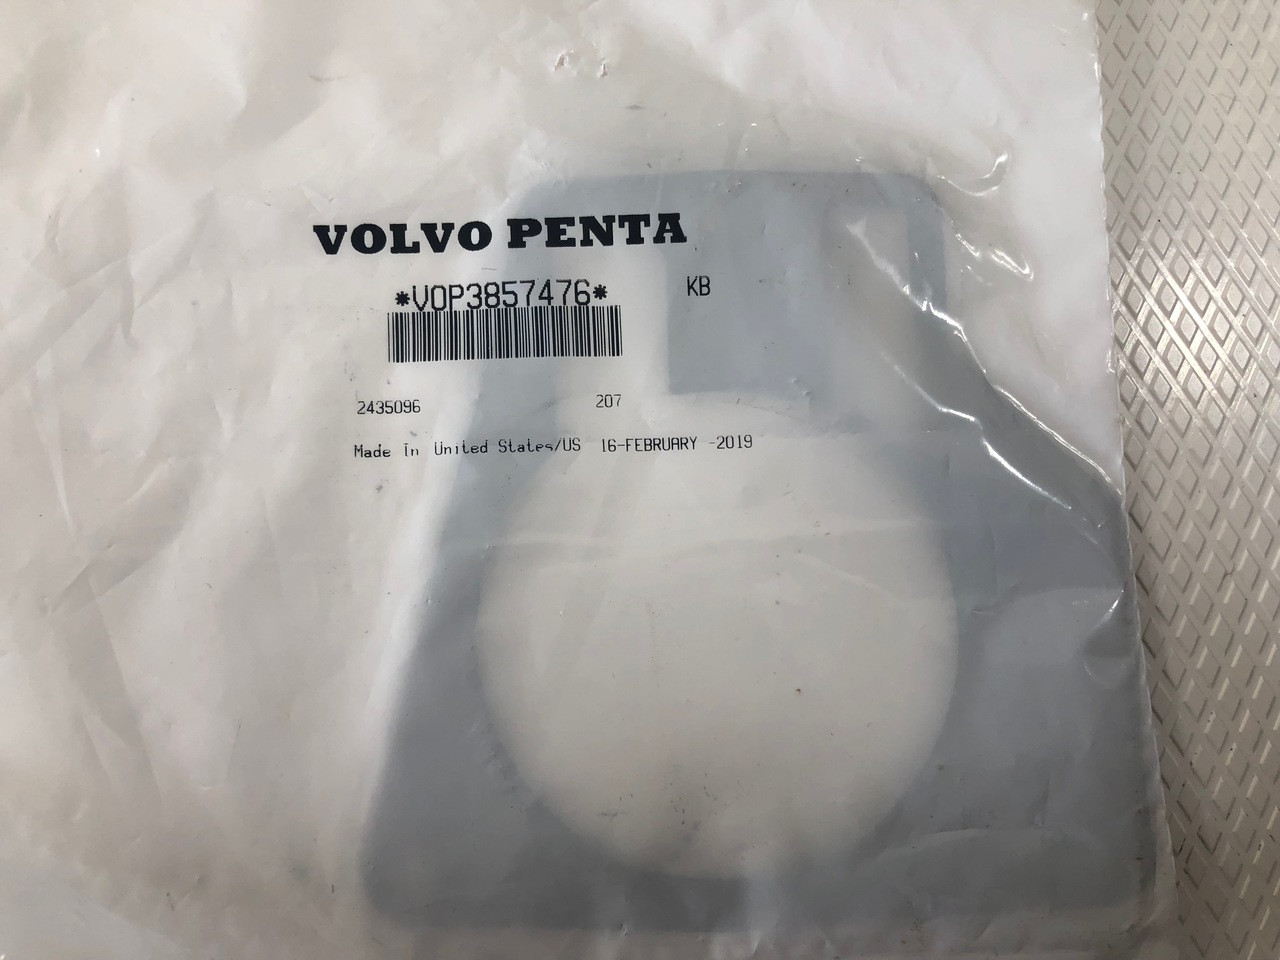 VOLVO PENTA
*VOP3857476* KB
2435096 207
Made In United States/US 16-FEBRUARY -2019